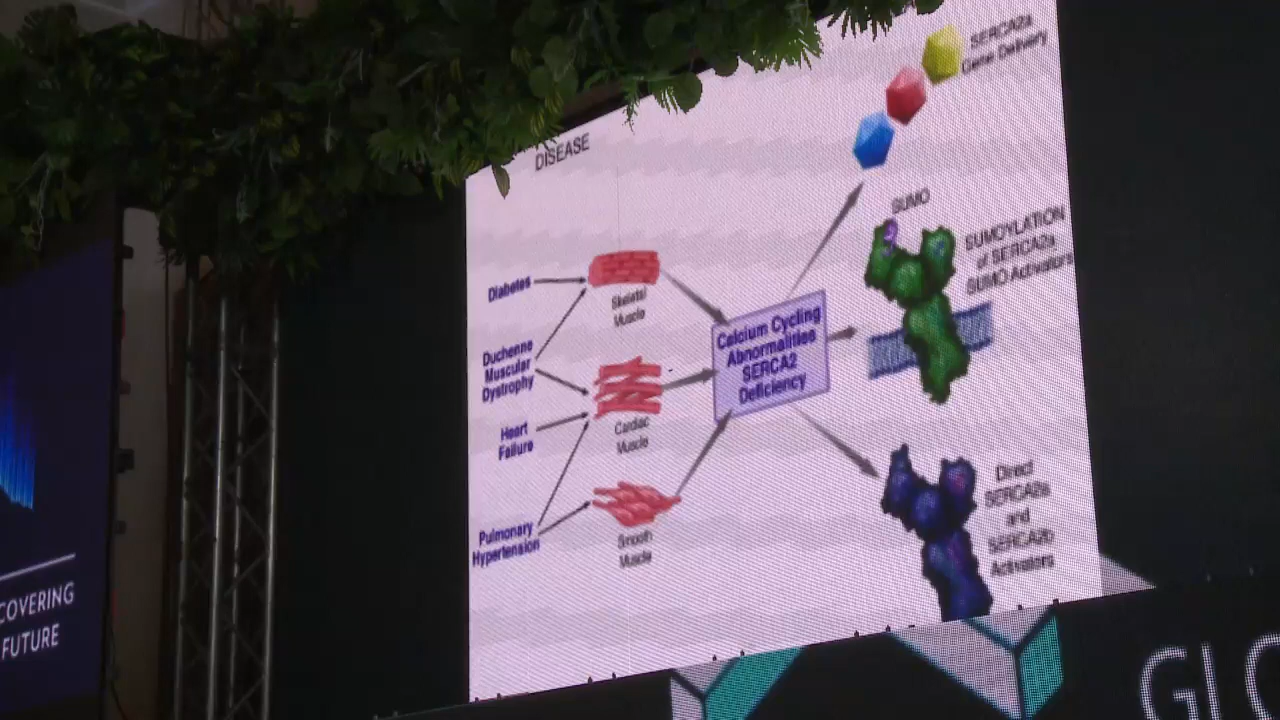 DISEASE
SERCA2a
Gene Delivery
SUMO
SUMOYLATION
of SERCA2a
SUMO Activators
Diabetes
Skeletal
Muscle
Duchenne
Muscular
Dystrophy
Calcium Cycling
Abnormalities
SERCA2
Deficiency
Heart
Failure
Cardiac
Muscle
Pulmonary
Hypertension
Smooth
Muscle
Direct
SERCA2a
and
SERCA2b
Activators
COVERING
FUTURE
GLO